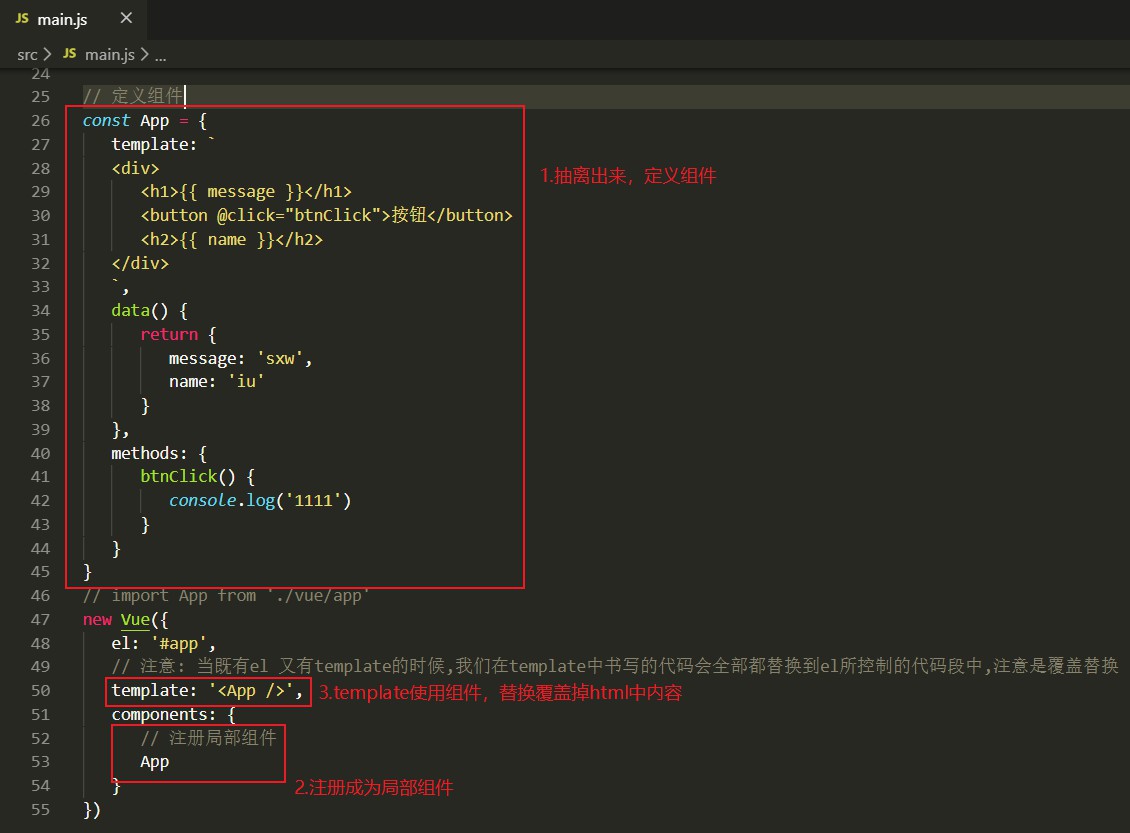 JS main.js ×
src > JS main.js > ...
24
25 // 定义组件
26 const App = {
27 template: `
28 <div>
1.抽离出来，定义组件
29 <h1>{{ message }}</h1>
30 <button @click="btnClick">按钮</button>
31 <h2>{{ name }}</h2>
32 </div>
33 `,
34 data() {
35 return {
36 message: 'sxw',
37 name: 'iu'
38 }
39 },
40 methods: {
41 btnClick() {
42 console.log('1111')
43 }
44 }
45 }
46 // import App from './vue/app'
47 new Vue({
48 el: '#app',
49 // 注意: 当既有el 又有template的时候,我们在template中书写的代码会全部都替换到el所控制的代码段中,注意是覆盖替换
50 template: '<App />', 3.template使用组件，替换覆盖掉html中内容
51 components: {
52 // 注册局部组件
53 App
54 }
2.注册成为局部组件
55 })